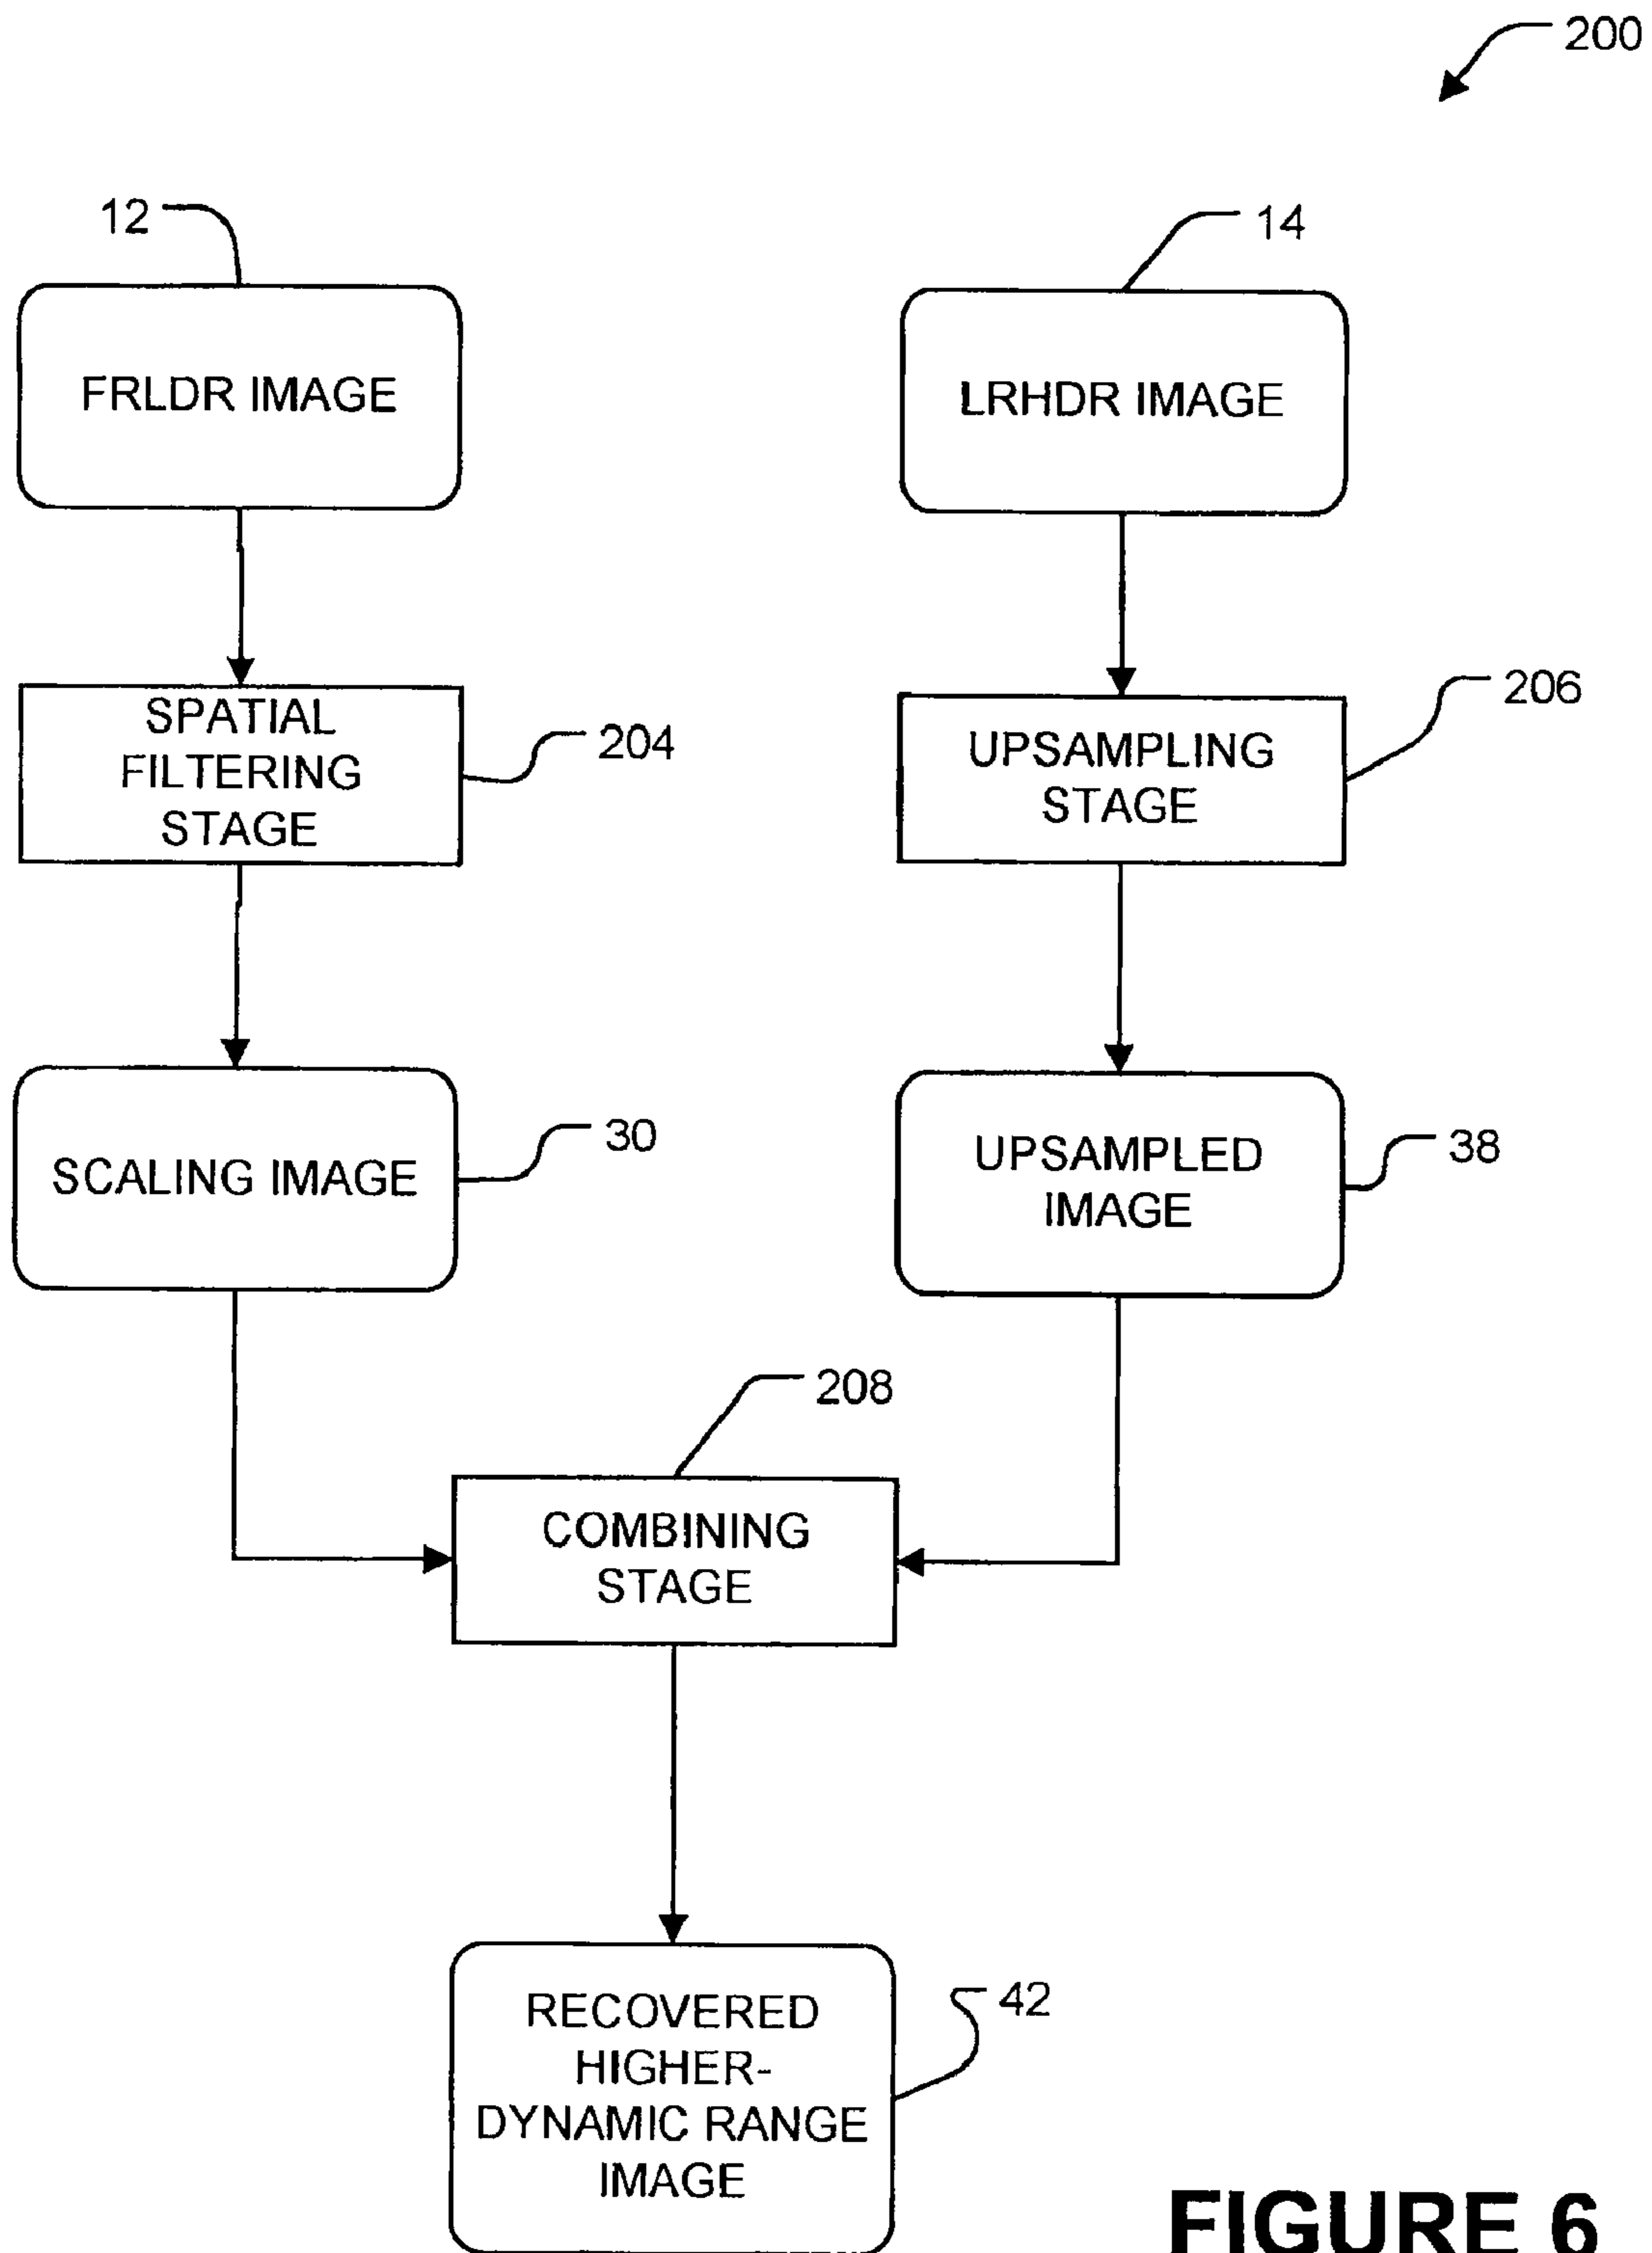 200
12
14
FRLDR IMAGE
LRHDR IMAGE
SPATIAL
FILTERING
STAGE
204
UPSAMPLING
STAGE
206
SCALING IMAGE
30
UPSAMPLED
IMAGE
38
208
COMBINING
STAGE
RECOVERED
HIGHER-
DYNAMIC RANGE
IMAGE
42
FIGURE 6